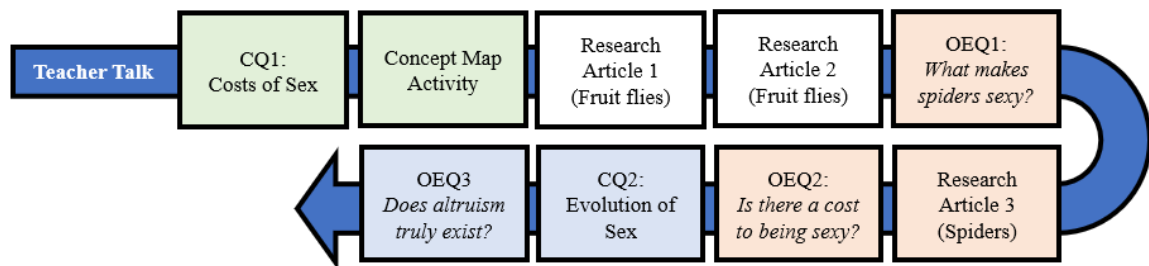 Teacher Talk
CQ1:
Costs of Sex
Concept Map
Activity
Research
Article 1
(Fruit flies)
Research
Article 2
(Fruit flies)
OEQ1:
What makes
spiders sexy?
Research
Article 3
(Spiders)
OEQ2:
Is there a cost
to being sexy?
CQ2:
Evolution of
Sex
OEQ3
Does altruism
truly exist?